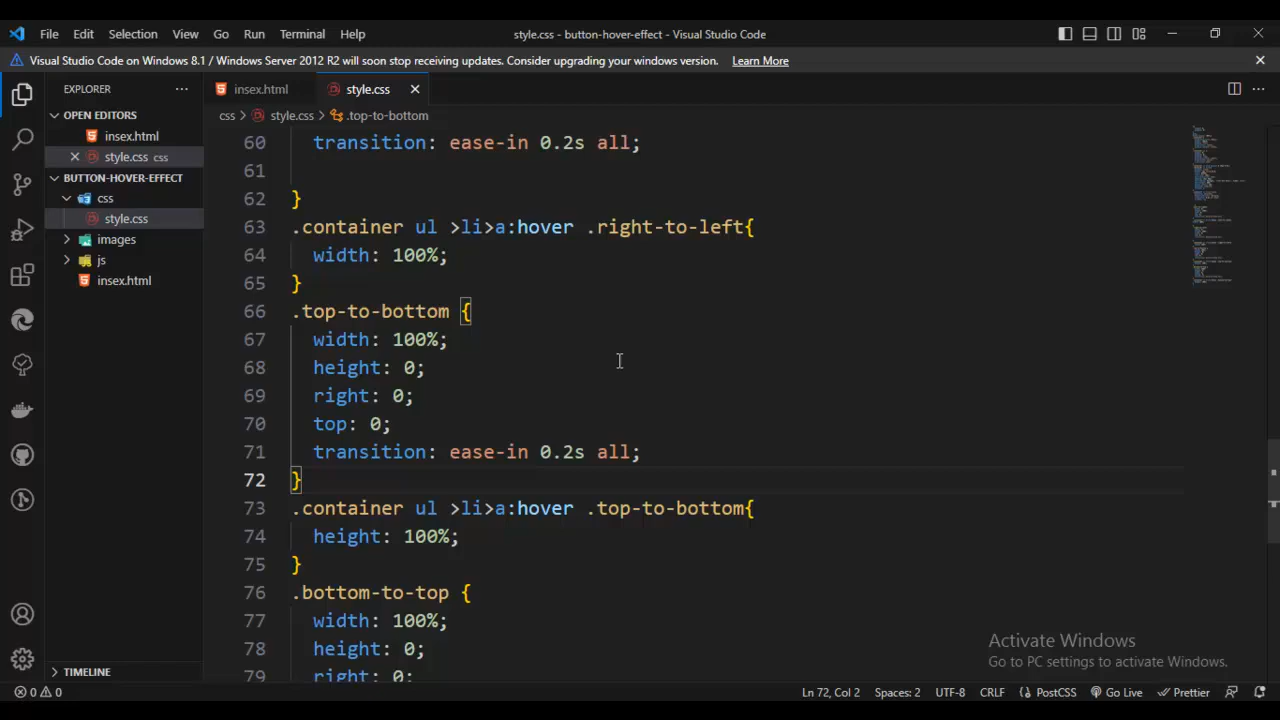 File Edit Selection View Go Run Terminal Help style.css - button-hover-effect - Visual Studio Code
Visual Studio Code on Windows 8.1 / Windows Server 2012 R2 will soon stop receiving updates. Consider upgrading your windows version. Learn More
EXPLORER
insex.html
style.css
OPEN EDITORS
insex.html
style.css css
BUTTON-HOVER-EFFECT
css
style.css
images
js
insex.html
TIMELINE
css > style.css > .top-to-bottom
60 transition: ease-in 0.2s all;
61
62 }
63 .container ul >li>a:hover .right-to-left{
64 width: 100%;
65 }
66 .top-to-bottom {
67 width: 100%;
68 height: 0;
69 right: 0;
70 top: 0;
71 transition: ease-in 0.2s all;
72 }
73 .container ul >li>a:hover .top-to-bottom{
74 height: 100%;
75 }
76 .bottom-to-top {
77 width: 100%;
78 height: 0;
79 right: 0;
Activate Windows
Go to PC settings to activate Windows.
0 0 Ln 72, Col 2 Spaces: 2 UTF-8 CRLF PostCSS Go Live Prettier